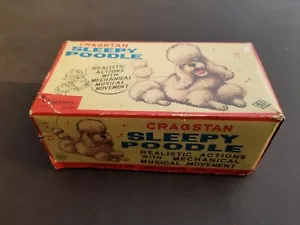 CRAGSTAN
SLEEPY
POODLE
REALISTIC
ACTIONS
WITH
MECHANICAL
MUSICAL
MOVEMENT
CRAGSTAN
SLEEPY
POODLE
REALISTIC ACTIONS
WITH MECHANICAL
MUSICAL MOVEMENT